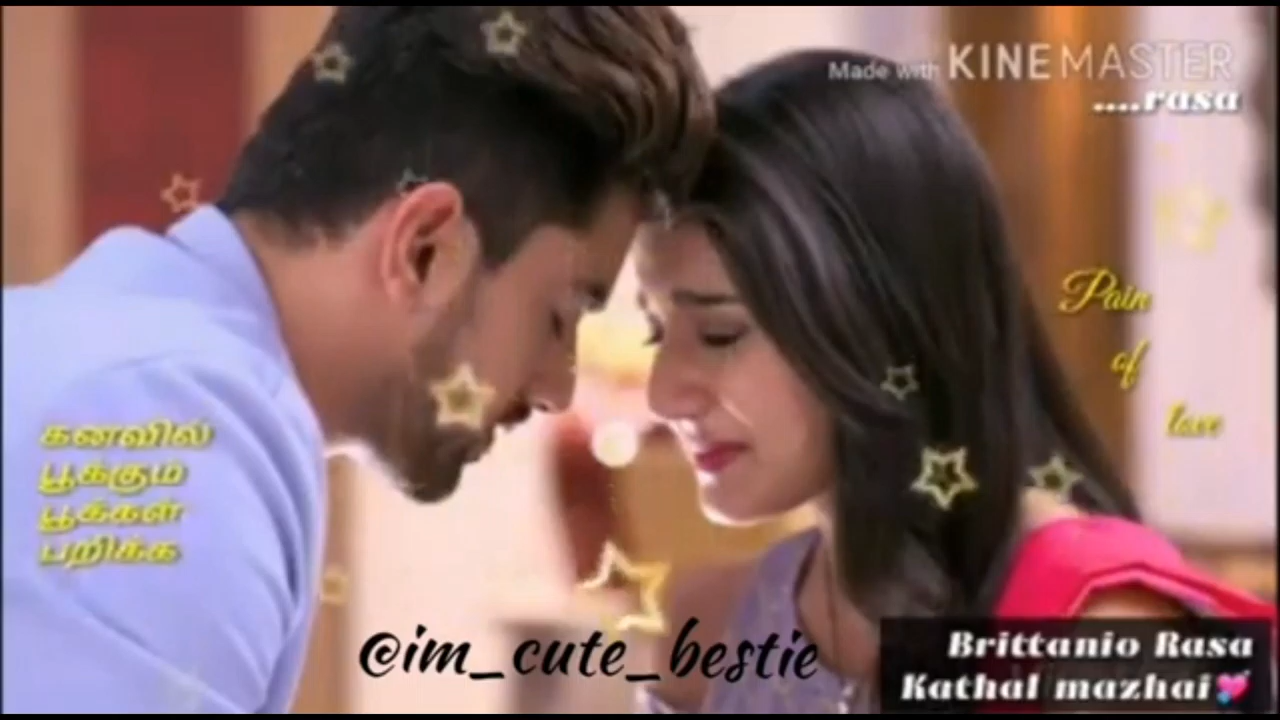 Made with KINEMASTER
....rasa
Pain
of
love
கனவில்
பூக்கும்
பூக்கள்
பறிக்க
@im_cute_bestie
Brittanio Rasa
Kathal mazhai💘